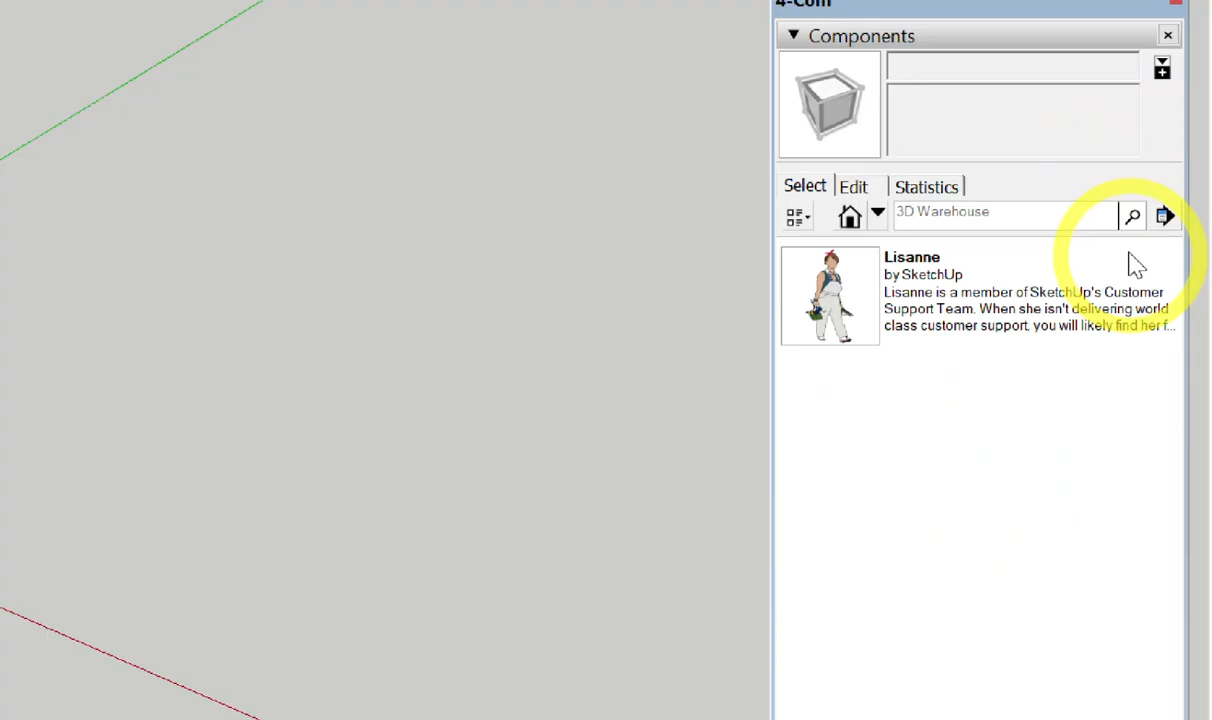 4-Com
Components
Select Edit Statistics
3D Warehouse
Lisanne
by SketchUp
Lisanne is a member of SketchUp's Customer
Support Team. When she isn't delivering world
class customer support, you will likely find her f...